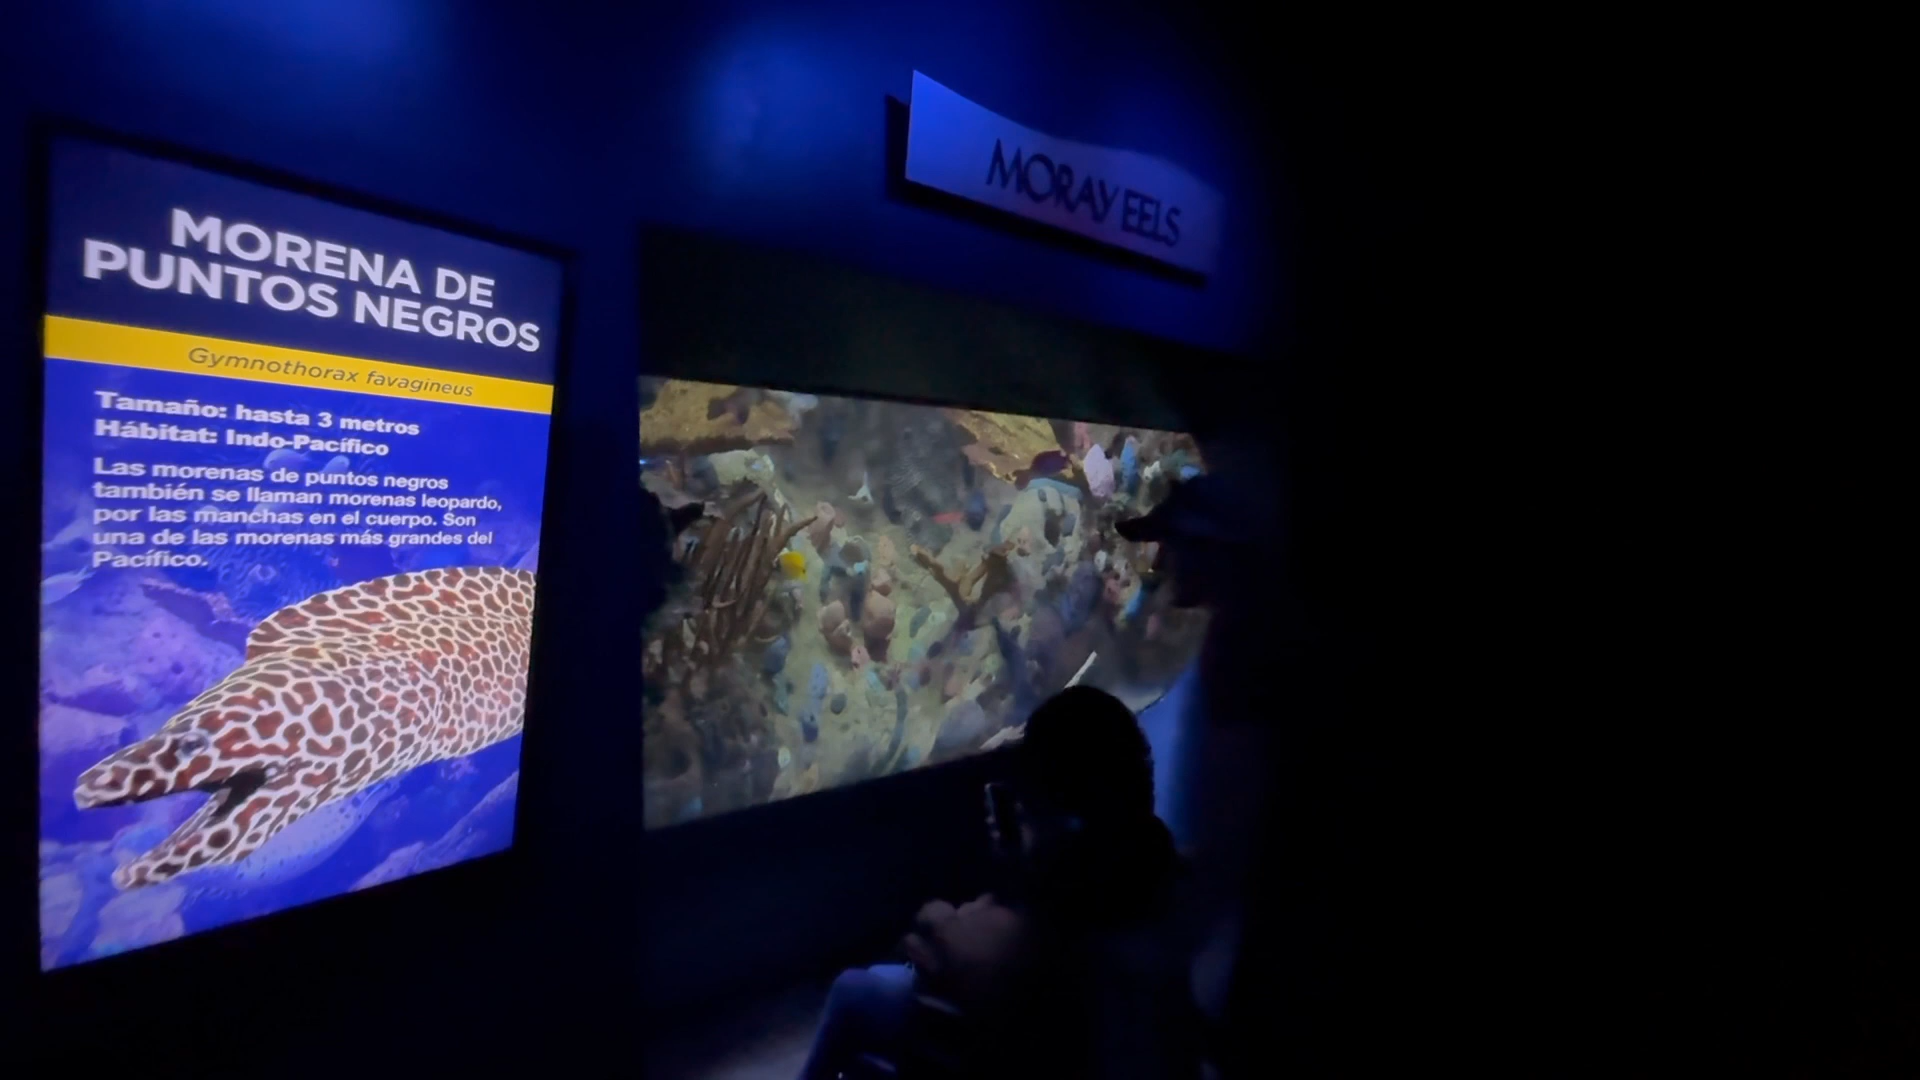 MORENA DE
PUNTOS NEGROS
Gymnothorax favagineus
Tamaño: hasta 3 metros
Hábitat: Indo-Pacífico
Las morenas de puntos negros
también se llaman morenas leopardo,
por las manchas en el cuerpo. Son
una de las morenas más grandes del
Pacífico.
MORAY EELS